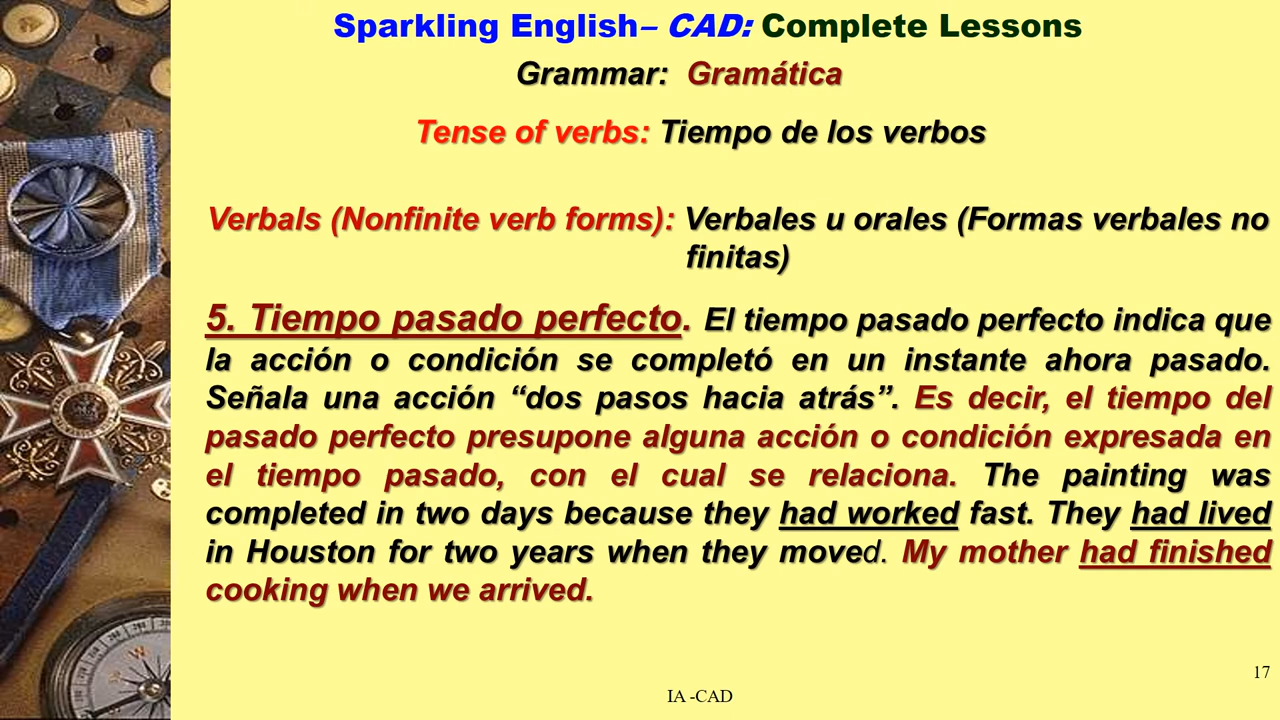 Sparkling English– CAD: Complete Lessons
Grammar: Gramática
Tense of verbs: Tiempo de los verbos
Verbals (Nonfinite verb forms): Verbales u orales (Formas verbales no
finitas)
5. Tiempo pasado perfecto. El tiempo pasado perfecto indica que
la acción o condición se completó en un instante ahora pasado.
Señala una acción “dos pasos hacia atrás”. Es decir, el tiempo del
pasado perfecto presupone alguna acción o condición expresada en
el tiempo pasado, con el cual se relaciona. The painting was
completed in two days because they had worked fast. They had lived
in Houston for two years when they moved. My mother had finished
cooking when we arrived.
17
IA -CAD